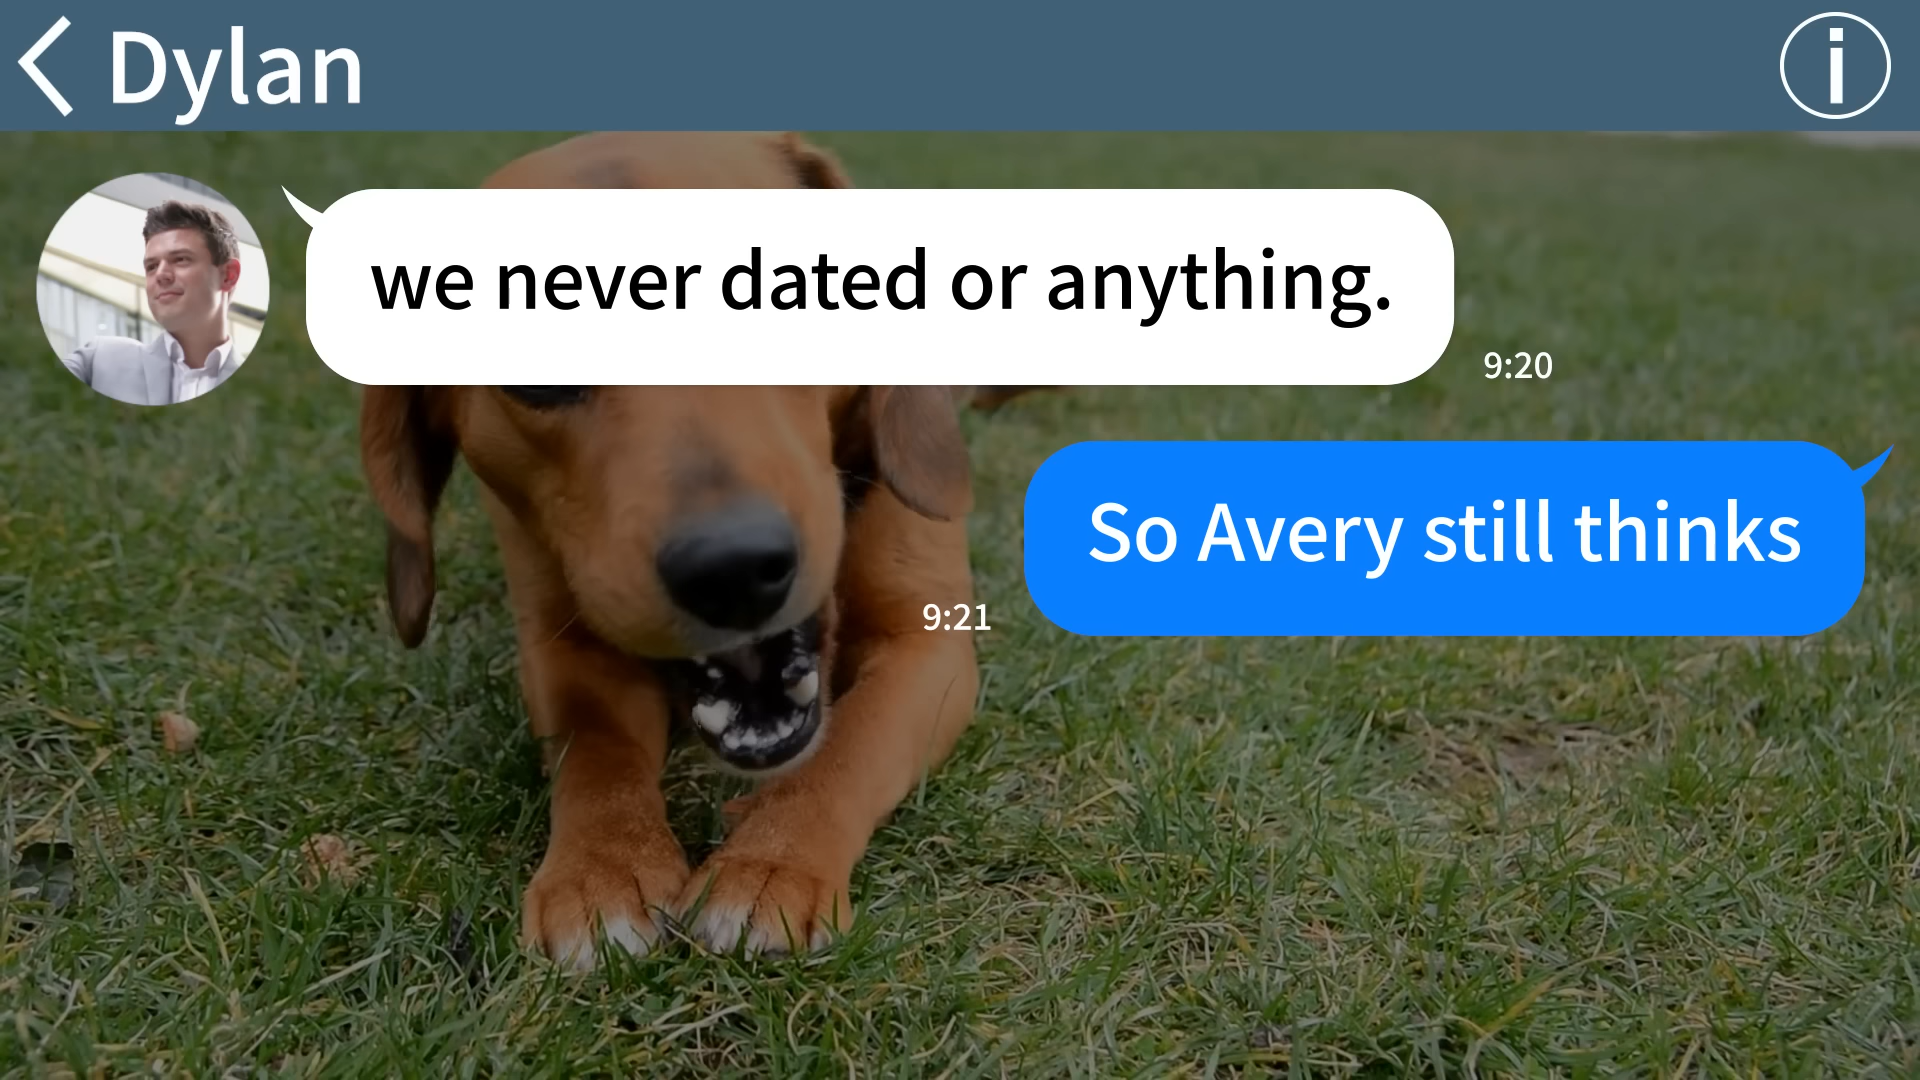 Dylan
we never dated or anything.
9:20
So Avery still thinks
9:21